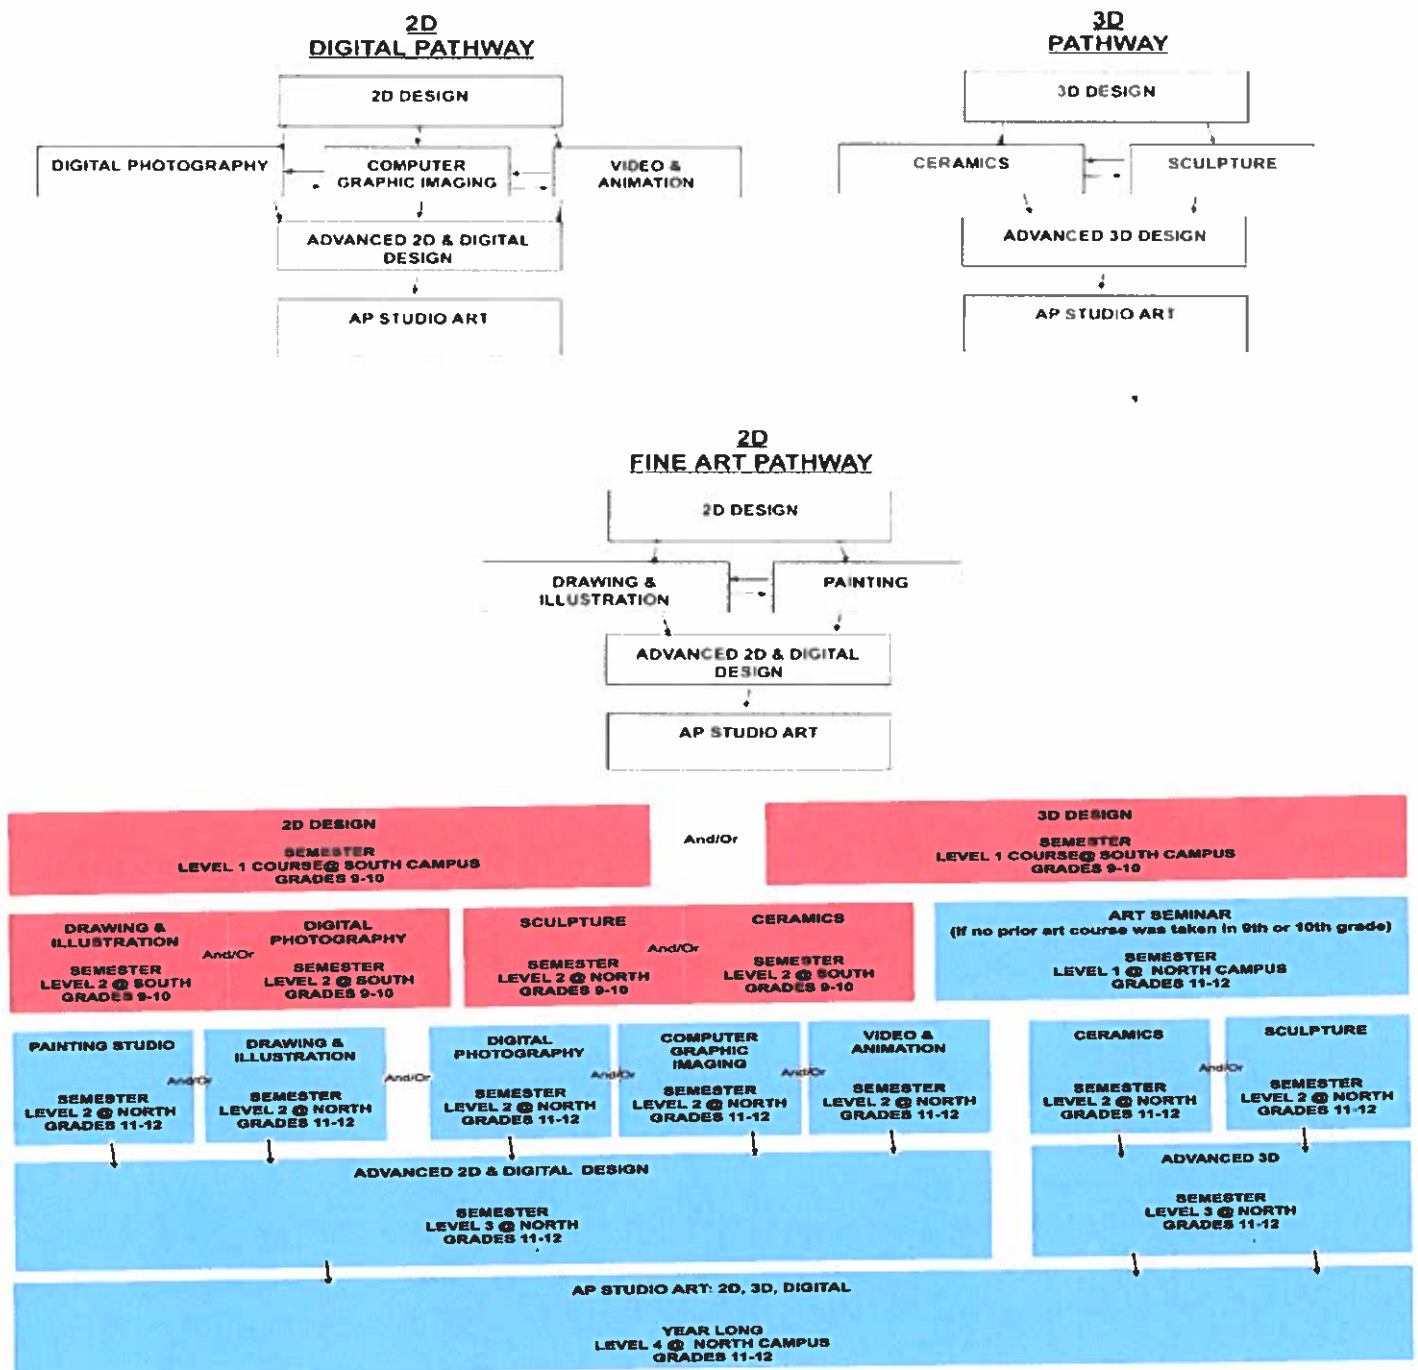 2D
DIGITAL PATHWAY
2D DESIGN
DIGITAL PHOTOGRAPHY
COMPUTER
GRAPHIC IMAGING
VIDEO &
ANIMATION
ADVANCED 2D & DIGITAL
DESIGN
AP STUDIO ART
3D
PATHWAY
3D DESIGN
CERAMICS
SCULPTURE
ADVANCED 3D DESIGN
AP STUDIO ART
2D
FINE ART PATHWAY
2D DESIGN
DRAWING &
ILLUSTRATION
PAINTING
ADVANCED 2D & DIGITAL
DESIGN
AP STUDIO ART
2D DESIGN
SEMESTER
LEVEL 1 COURSE@ SOUTH CAMPUS
GRADES 9-10
And/Or
3D DESIGN
SEMESTER
LEVEL 1 COURSE@ SOUTH CAMPUS
GRADES 9-10
DRAWING &
ILLUSTRATION
SEMESTER
LEVEL 2 @ SOUTH
GRADES 9-10
And/Or
DIGITAL
PHOTOGRAPHY
SEMESTER
LEVEL 2 @ SOUTH
GRADES 9-10
SCULPTURE
SEMESTER
LEVEL 2 @ NORTH
GRADES 9-10
And/Or
CERAMICS
SEMESTER
LEVEL 2 @ SOUTH
GRADES 9-10
ART SEMINAR
(If no prior art course was taken in 9th or 10th grade)
SEMESTER
LEVEL 1 @ NORTH CAMPUS
GRADES 11-12
PAINTING STUDIO
SEMESTER
LEVEL 2 @ NORTH
GRADES 11-12
And/Or
DRAWING &
ILLUSTRATION
SEMESTER
LEVEL 2 @ NORTH
GRADES 11-12
And/Or
DIGITAL
PHOTOGRAPHY
SEMESTER
LEVEL 2 @ NORTH
GRADES 11-12
And/Or
COMPUTER
GRAPHIC
IMAGING
SEMESTER
LEVEL 2 @ NORTH
GRADES 11-12
And/Or
VIDEO &
ANIMATION
SEMESTER
LEVEL 2 @ NORTH
GRADES 11-12
CERAMICS
SEMESTER
LEVEL 2 @ NORTH
GRADES 11-12
And/Or
SCULPTURE
SEMESTER
LEVEL 2 @ NORTH
GRADES 11-12
ADVANCED 2D & DIGITAL DESIGN
SEMESTER
LEVEL 3 @ NORTH
GRADES 11-12
ADVANCED 3D
SEMESTER
LEVEL 3 @ NORTH
GRADES 11-12
AP STUDIO ART: 2D, 3D, DIGITAL
YEAR LONG
LEVEL 4 @ NORTH CAMPUS
GRADES 11-12